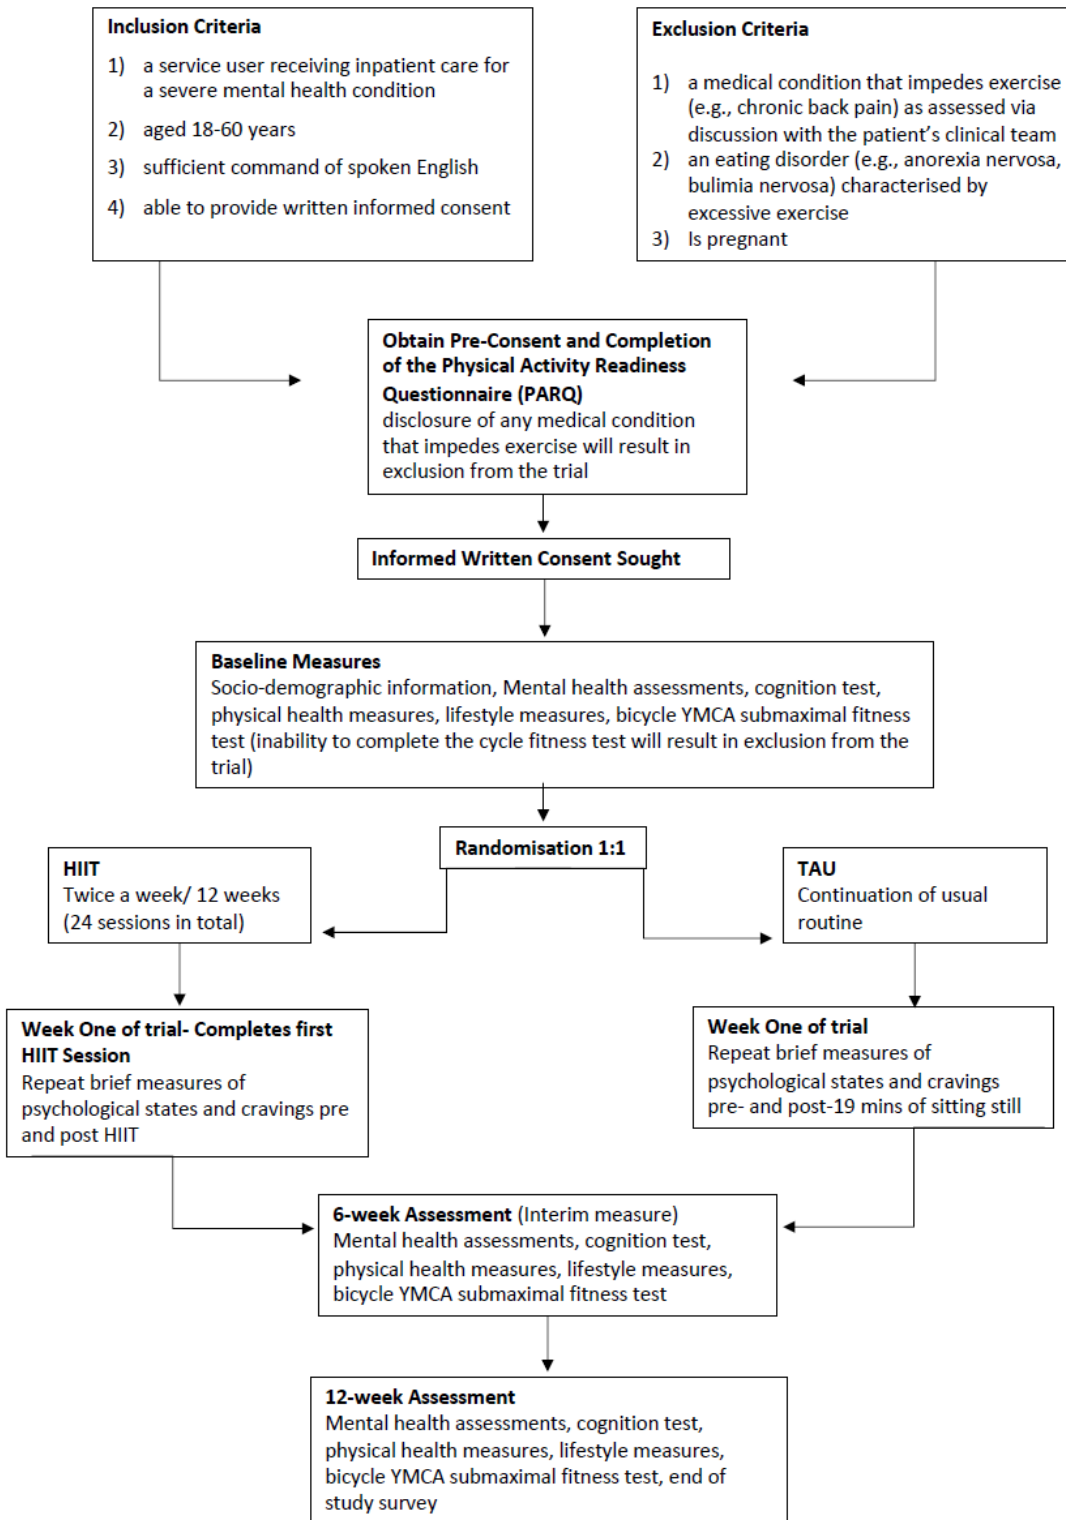 Inclusion Criteria
1) a service user receiving inpatient care for
a severe mental health condition
2) aged 18-60 years
3) sufficient command of spoken English
4) able to provide written informed consent
Exclusion Criteria
1) a medical condition that impedes exercise
(e.g., chronic back pain) as assessed via
discussion with the patient's clinical team
2) an eating disorder (e.g., anorexia nervosa,
bulimia nervosa) characterised by
excessive exercise
3) Is pregnant
Obtain Pre-Consent and Completion
of the Physical Activity Readiness
Questionnaire (PARQ)
disclosure of any medical condition
that impedes exercise will result in
exclusion from the trial
Informed Written Consent Sought
Baseline Measures
Socio-demographic information, Mental health assessments, cognition test,
physical health measures, lifestyle measures, bicycle YMCA submaximal fitness
test (inability to complete the cycle fitness test will result in exclusion from the
trial)
Randomisation 1:1
HIIT
Twice a week/ 12 weeks
(24 sessions in total)
TAU
Continuation of usual
routine
Week One of trial- Completes first
HIIT Session
Repeat brief measures of
psychological states and cravings pre
and post HIIT
Week One of trial
Repeat brief measures of
psychological states and cravings
pre- and post-19 mins of sitting still
6-week Assessment (Interim measure)
Mental health assessments, cognition test,
physical health measures, lifestyle measures,
bicycle YMCA submaximal fitness test
12-week Assessment
Mental health assessments, cognition test,
physical health measures, lifestyle measures,
bicycle YMCA submaximal fitness test, end of
study survey